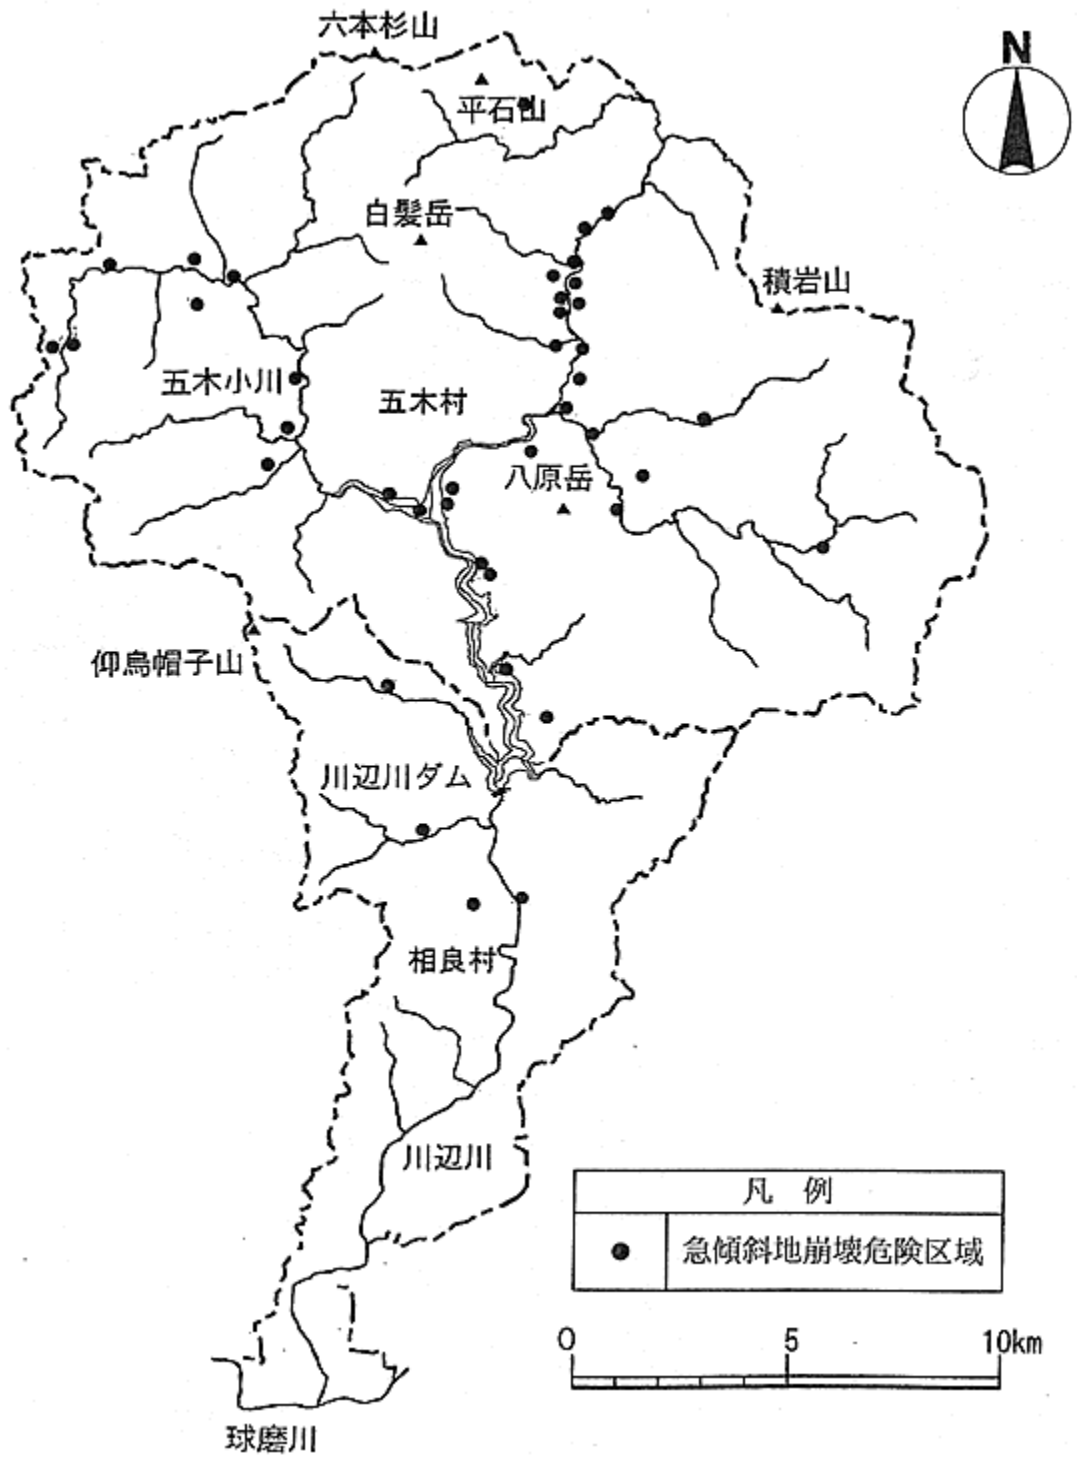 六本杉山
N
平石山
白髪岳
積岩山
五木小川
五木村
八原岳
仰烏帽子山
川辺川ダム
相良村
川辺川
凡 例
急傾斜地崩壊危険区域
0 5 10km
球磨川